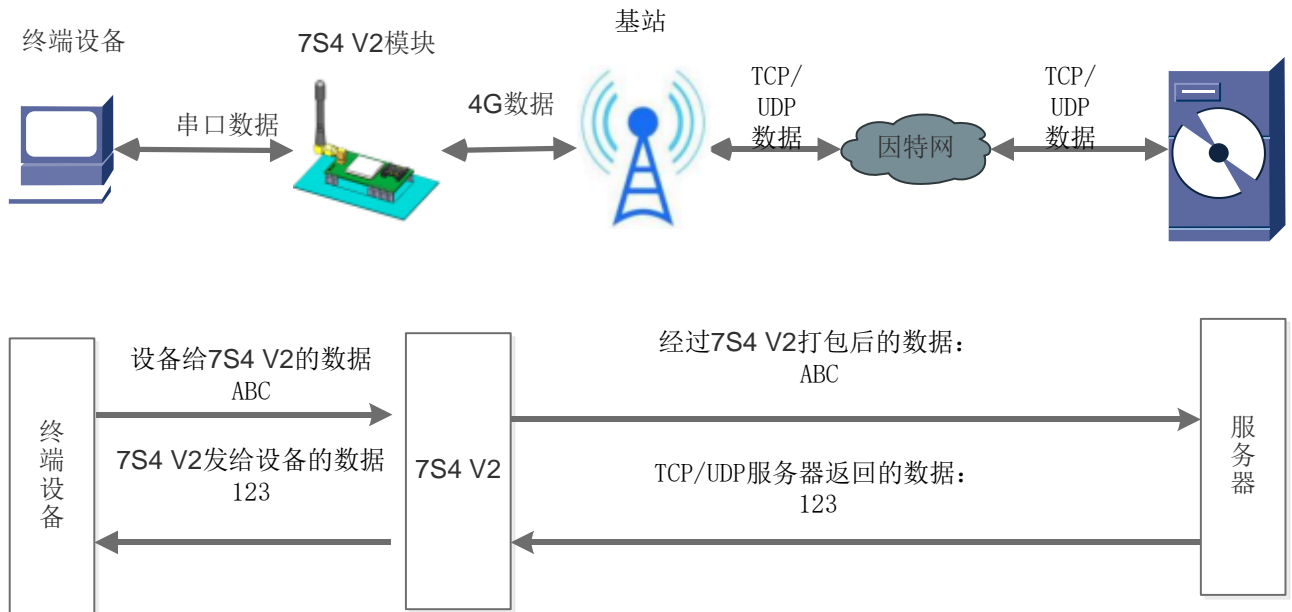 基站
终端设备
7S4 V2模块
串口数据
4G数据
TCP/
UDP
数据
因特网
TCP/
UDP
数据
设备给7S4 V2的数据
ABC
经过7S4 V2打包后的数据：
ABC
终端设备
7S4 V2发给设备的数据
123
7S4 V2
TCP/UDP服务器返回的数据：
123
服务器